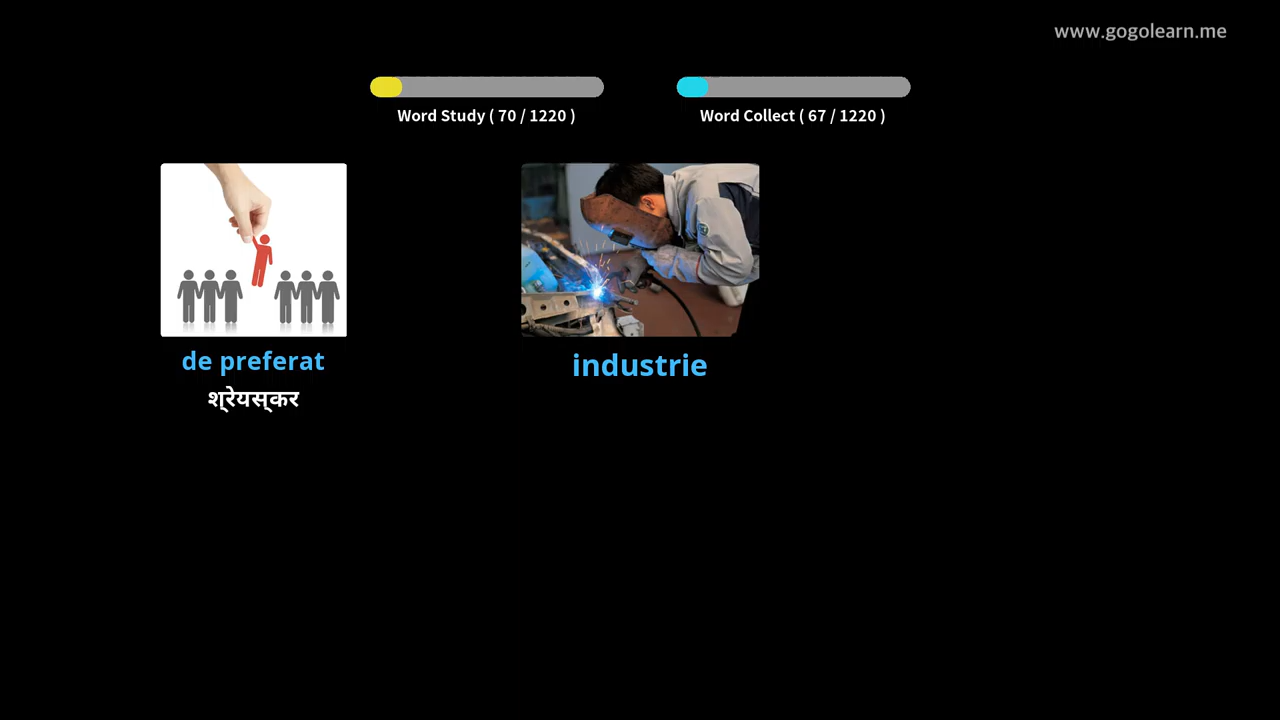 www.gogolearn.me
Word Study ( 70 / 1220 )
Word Collect ( 67 / 1220 )
de preferat
श्रेयस्कर
industrie